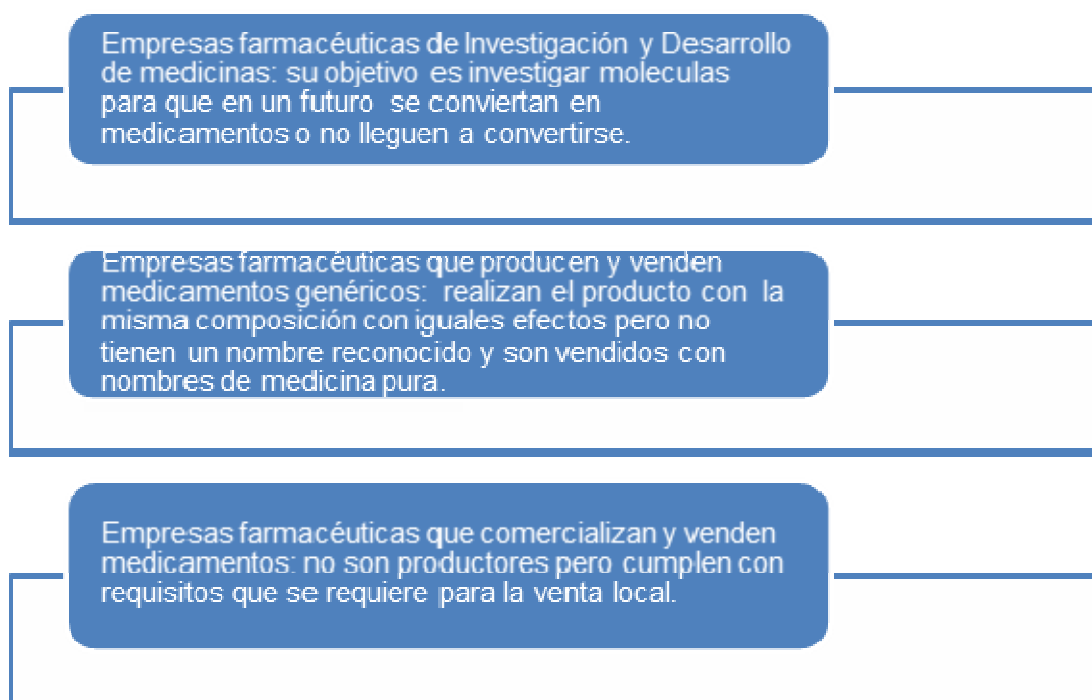 Empresas farmacéuticas de Investigación y Desarrollo
de medicinas: su objetivo es investigar moleculas
para que en un futuro se conviertan en
medicamentos o no lleguen a convertirse.
Empresas farmacéuticas que producen y venden
medicamentos genéricos: realizan el producto con la
misma composición con iguales efectos pero no
tienen un nombre reconocido y son vendidos con
nombres de medicina pura.
Empresas farmacéuticas que comercializan y venden
medicamentos: no son productores pero cumplen con
requisitos que se requiere para la venta local.